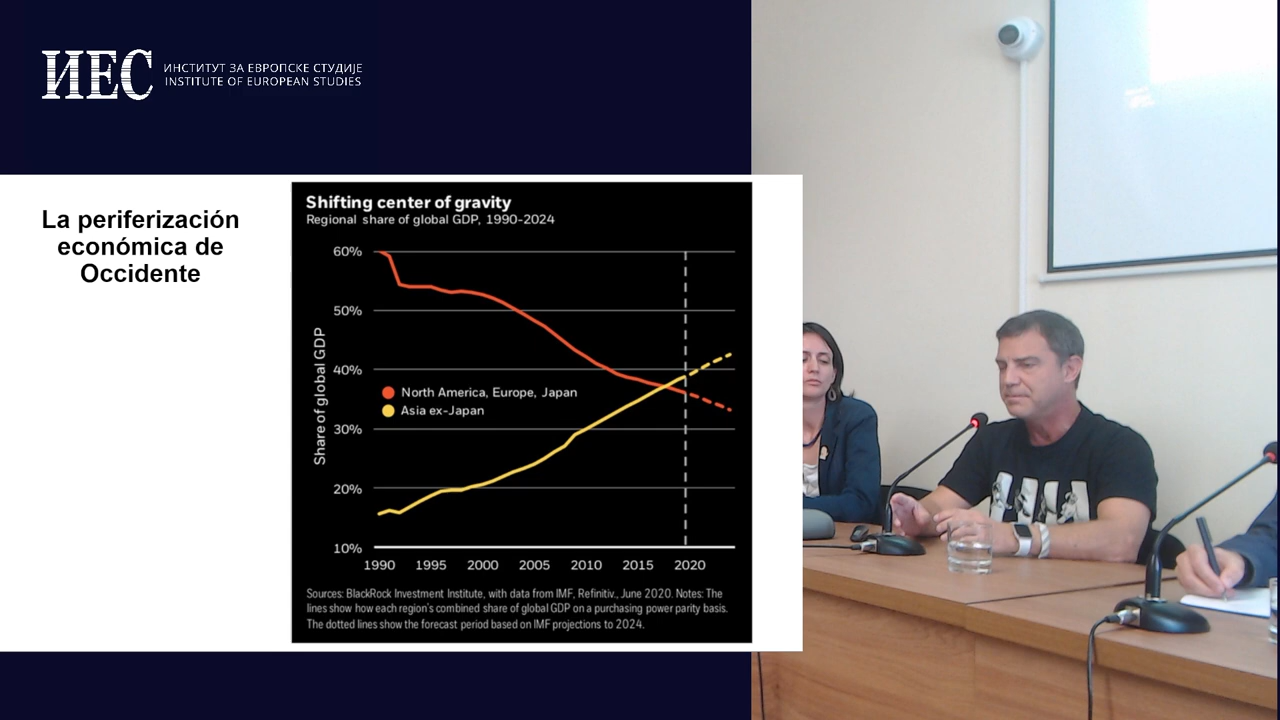 ИЕС
ИНСТИТУТ ЗА ЕВРОПСКЕ СТУДИЈЕ
INSTITUTE OF EUROPEAN STUDIES
La periferización
económica de
Occidente
Shifting center of gravity
Regional share of global GDP, 1990-2024
Share of global GDP
60%
50%
40%
30%
20%
10%
North America, Europe, Japan
Asia ex-Japan
1990 1995 2000 2005 2010 2015 2020
Sources: BlackRock Investment Institute, with data from IMF, Refinitiv., June 2020. Notes: The
lines show how each region's combined share of global GDP on a purchasing power parity basis.
The dotted lines show the forecast period based on IMF projections to 2024.